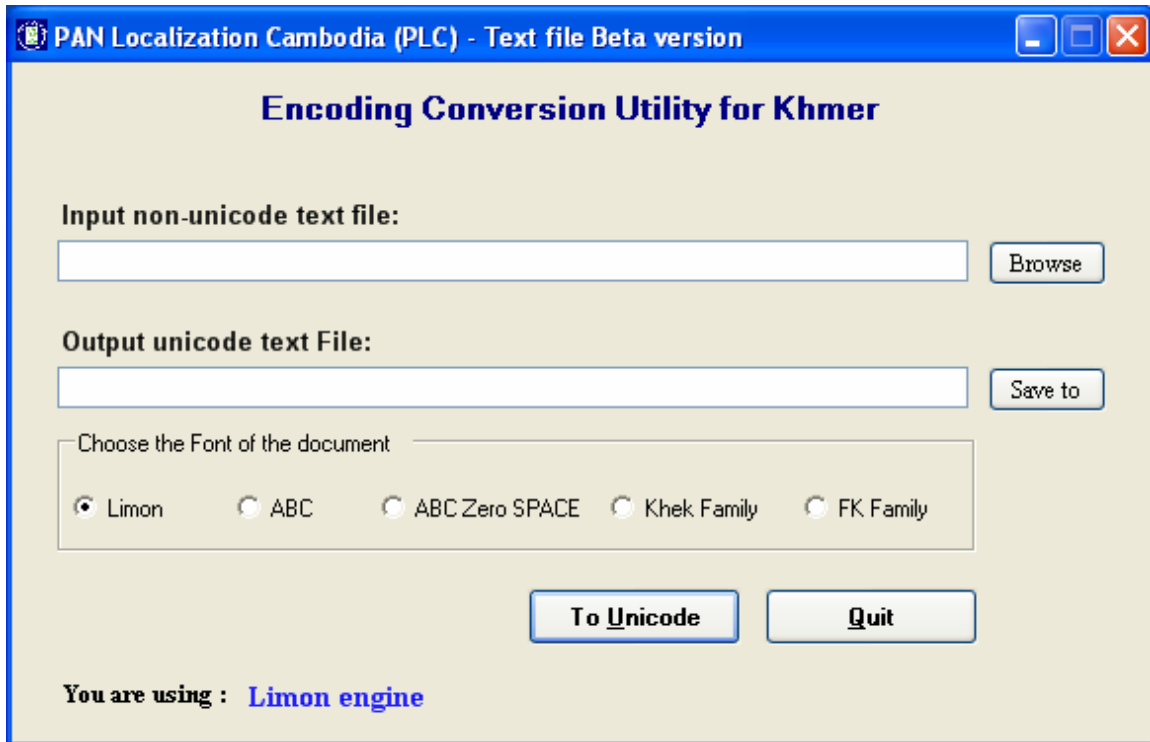 PAN Localization Cambodia (PLC) - Text file Beta version
Encoding Conversion Utility for Khmer
Input non-unicode text file:
Browse
Output unicode text File:
Save to
Choose the Font of the document
Limon ABC ABC Zero SPACE Khek Family FK Family
To Unicode Quit
You are using : Limon engine